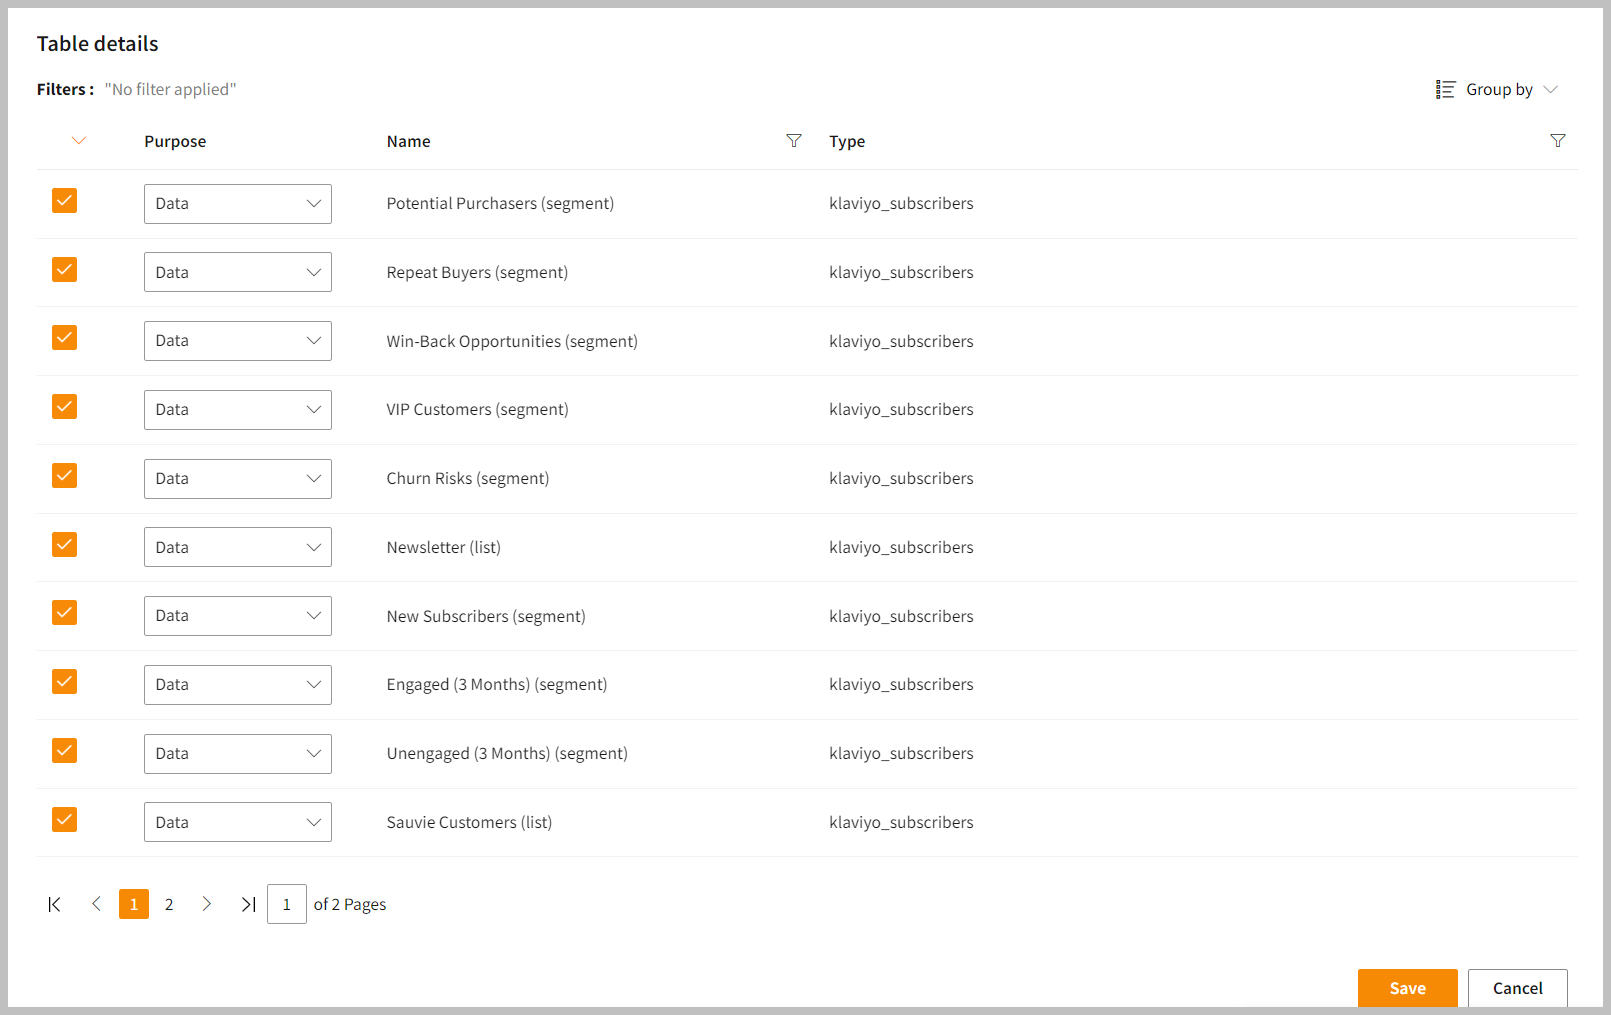 Table details
Filters : "No filter applied" Group by
Purpose Name Type
Data Potential Purchasers (segment) klaviyo_subscribers
Data Repeat Buyers (segment) klaviyo_subscribers
Data Win-Back Opportunities (segment) klaviyo_subscribers
Data VIP Customers (segment) klaviyo_subscribers
Data Churn Risks (segment) klaviyo_subscribers
Data Newsletter (list) klaviyo_subscribers
Data New Subscribers (segment) klaviyo_subscribers
Data Engaged (3 Months) (segment) klaviyo_subscribers
Data Unengaged (3 Months) (segment) klaviyo_subscribers
Data Sauvie Customers (list) klaviyo_subscribers
1 2 1 of 2 Pages
Save Cancel